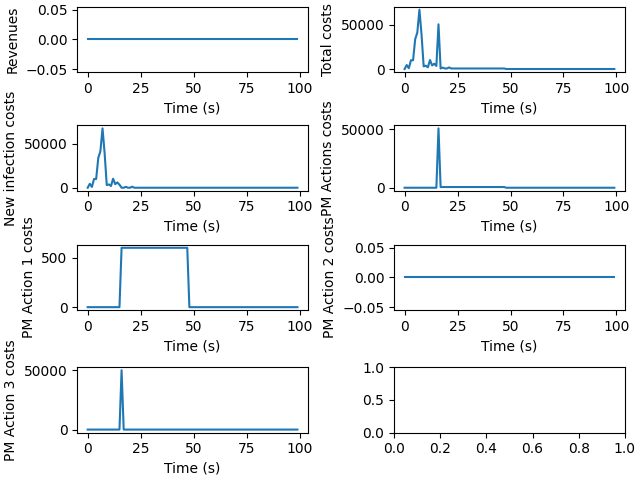 Revenues
0.05
0.00
−0.05
0 25 50 75 100
Time (s)
Total costs
50000
0
0 25 50 75 100
Time (s)
New infection costs
50000
0
0 25 50 75 100
Time (s)
PM Actions costs
50000
0
0 25 50 75 100
Time (s)
PM Action 1 costs
500
0
0 25 50 75 100
Time (s)
PM Action 2 costs
0.05
0.00
−0.05
0 25 50 75 100
Time (s)
PM Action 3 costs
50000
0
0 25 50 75 100
Time (s)
1.0
0.5
0.0
0.0 0.2 0.4 0.6 0.8 1.0